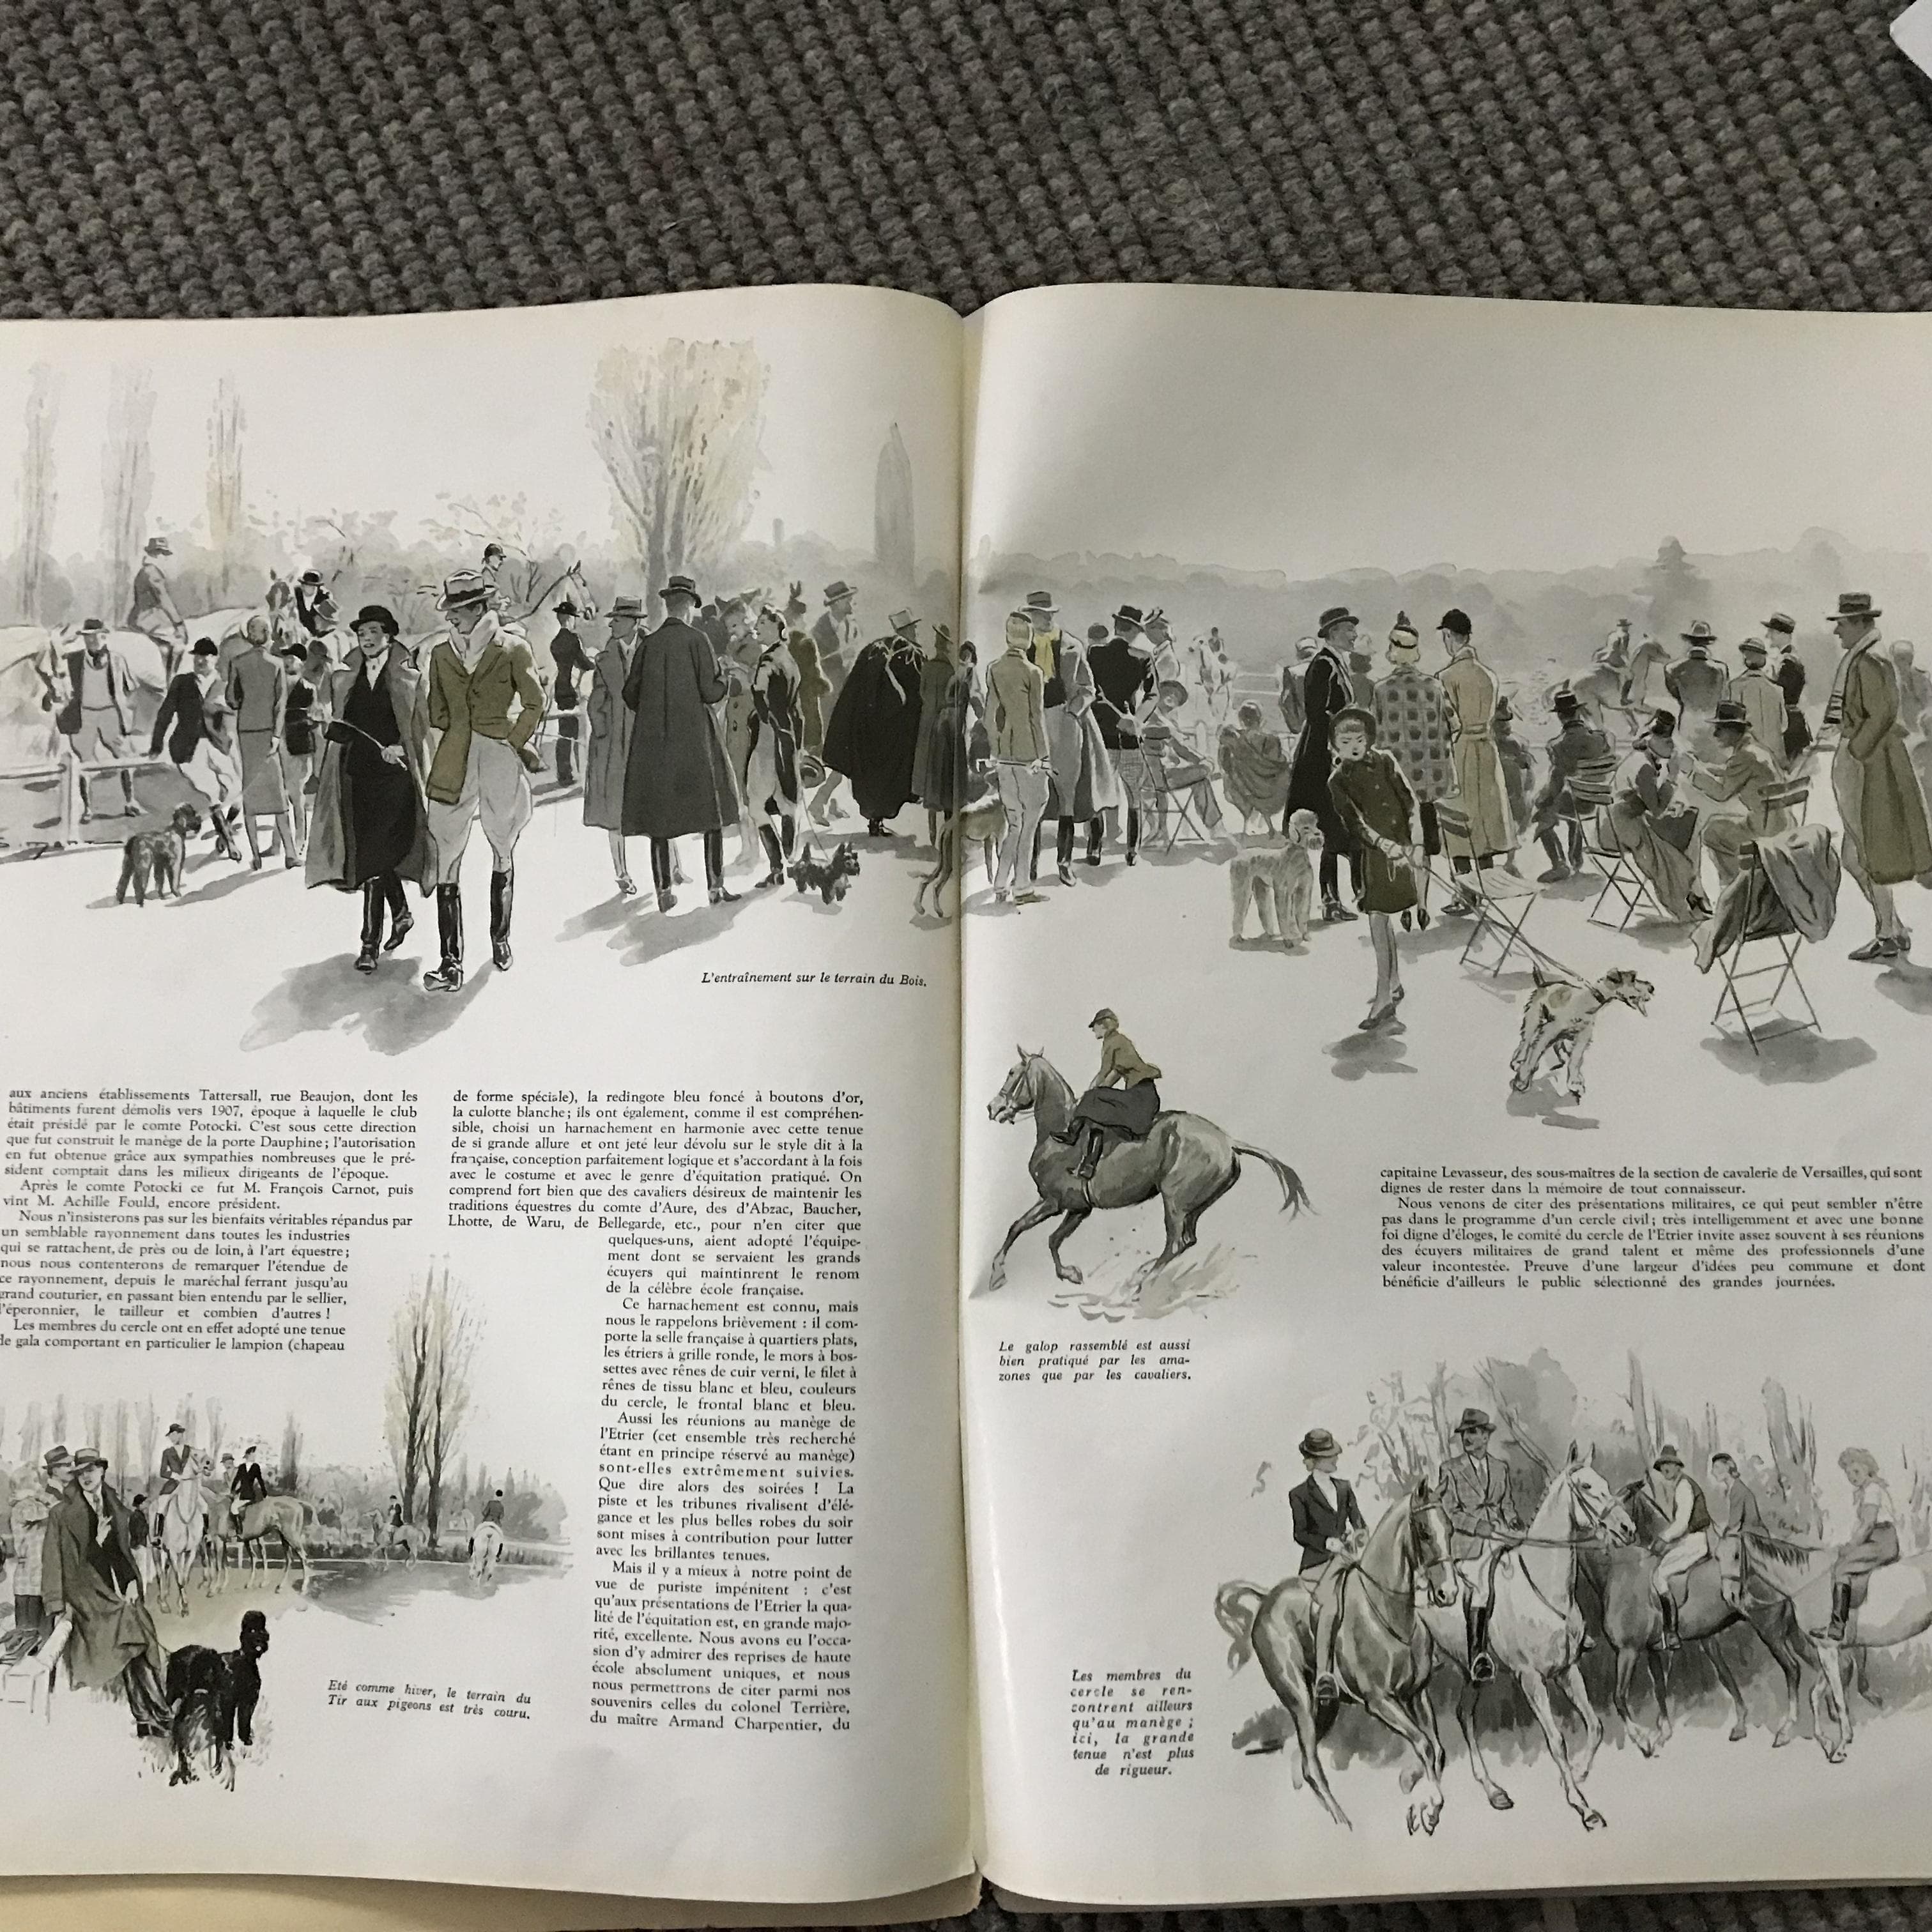 L'entraînement sur le terrain du Bois.
aux anciens établissements Tattersall, rue Beaujon, dont les
bâtiments furent démolis vers 1907, époque à laquelle le club
était présidé par le comte Potocki. C'est sous cette direction
que fut construit le manège de la porte Dauphine; l'autorisation
en fut obtenue grâce aux sympathies nombreuses que le pré-
sident comptait dans les milieux dirigeants de l'époque.
Après le comte Potocki ce fut M. François Carnot, puis
vint M. Achille Fould, encore président.
Nous n'insisterons pas sur les bienfaits véritables répandus par
un semblable rayonnement dans toutes les industries
qui se rattachent, de près ou de loin, à l'art équestre;
nous nous contenterons de remarquer l'étendue de
ce rayonnement, depuis le maréchal ferrant jusqu'au
grand couturier, en passant bien entendu par le sellier,
l'éperonnier, le tailleur et combien d'autres !
Les membres du cercle ont en effet adopté une tenue
de gala comportant en particulier le lampion (chapeau
de forme spéciale), la redingote bleu foncé à boutons d'or,
la culotte blanche; ils ont également, comme il est compréhen-
sible, choisi un harnachement en harmonie avec cette tenue
de si grande allure et ont jeté leur dévolu sur le style dit à la
française, conception parfaitement logique et s'accordant à la fois
avec le costume et avec le genre d'équitation pratiqué. On
comprend fort bien que des cavaliers désireux de maintenir les
traditions équestres du comte d'Aure, des d'Abzac, Baucher,
Lhotte, de Waru, de Bellegarde, etc., pour n'en citer que
quelques-uns, aient adopté l'équipe-
ment dont se servaient les grands
écuyers qui maintinrent le renom
de la célèbre école française.
Ce harnachement est connu, mais
nous le rappelons brièvement : il com-
porte la selle française à quartiers plats,
les étriers à grille ronde, le mors à bos-
settes avec rênes de cuir verni, le filet à
rênes de tissu blanc et bleu, couleurs
du cercle, le frontal blanc et bleu.
Aussi les réunions au manège de
l'Etrier (cet ensemble très recherché
étant en principe réservé au manège)
sont-elles extrêmement suivies.
Que dire alors des soirées ! La
piste et les tribunes rivalisent d'élé-
gance et les plus belles robes du soir
sont mises à contribution pour lutter
avec les brillantes tenues.
Mais il y a mieux à notre point de
vue de puriste impénitent : c'est
qu'aux présentations de l'Etrier la qua-
lité de l'équitation est, en grande majo-
rité, excellente. Nous avons eu l'occa-
sion d'y admirer des reprises de haute
école absolument uniques, et nous
nous permettrons de citer parmi nos
souvenirs celles du colonel Terrière,
du maître Armand Charpentier, du
Eté comme hiver, le terrain du
Tir aux pigeons est très couru.
Le galop rassemblé est aussi
bien pratiqué par les ama-
zones que par les cavaliers.
capitaine Levasseur, des sous-maîtres de la section de cavalerie de Versailles, qui sont
dignes de rester dans la mémoire de tout connaisseur.
Nous venons de citer des présentations militaires, ce qui peut sembler n'être
pas dans le programme d'un cercle civil; très intelligemment et avec une bonne
foi digne d'éloges, le comité du cercle de l'Etrier invite assez souvent à ses réunions
des écuyers militaires de grand talent et même des professionnels d'une
valeur incontestée. Preuve d'une largeur d'idées peu commune et dont
bénéficie d'ailleurs le public sélectionné des grandes journées.
Les membres du
cercle se ren-
contrent ailleurs
qu'au manège ;
ici, la grande
tenue n'est plus
de rigueur.